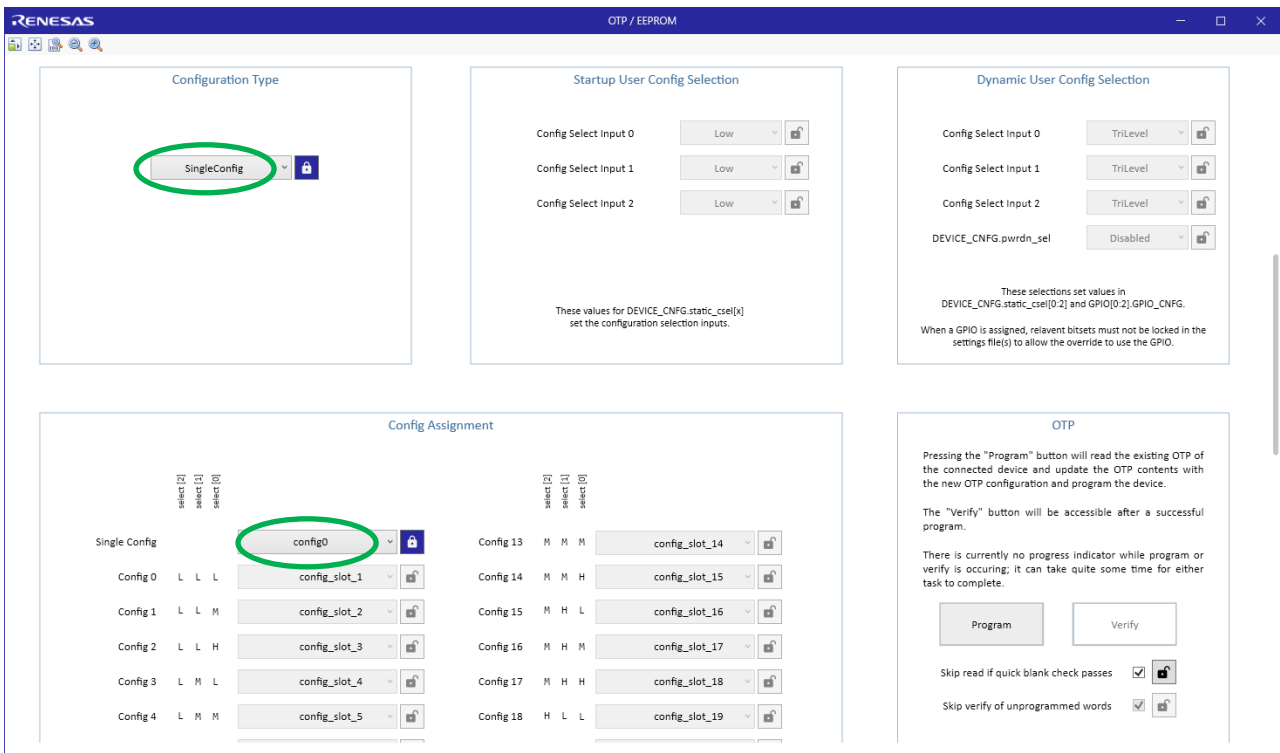 RENESAS
OTP / EEPROM
Configuration Type
SingleConfig
Startup User Config Selection
Config Select Input 0 Low
Config Select Input 1 Low
Config Select Input 2 Low
These values for DEVICE_CNFG.static_csel[x]
set the configuration selection inputs.
Dynamic User Config Selection
Config Select Input 0 TriLevel
Config Select Input 1 TriLevel
Config Select Input 2 TriLevel
DEVICE_CNFG.pwrdn_sel Disabled
These selections set values in
DEVICE_CNFG.static_csel[0:2] and GPIO[0:2].GPIO_CNFG.
When a GPIO is assigned, relavent bitsets must not be locked in the
settings file(s) to allow the override to use the GPIO.
Config Assignment
select [2] select [1] select [0]
Single Config config0
Config 0 L L L config_slot_1
Config 1 L L M config_slot_2
Config 2 L L H config_slot_3
Config 3 L M L config_slot_4
Config 4 L M M config_slot_5
select [2] select [1] select [0]
Config 13 M M M config_slot_14
Config 14 M M H config_slot_15
Config 15 M H L config_slot_16
Config 16 M H M config_slot_17
Config 17 M H H config_slot_18
Config 18 H L L config_slot_19
OTP
Pressing the "Program" button will read the existing OTP of
the connected device and update the OTP contents with
the new OTP configuration and program the device.
The "Verify" button will be accessible after a successful
program.
There is currently no progress indicator while program or
verify is occuring; it can take quite some time for either
task to complete.
Program Verify
Skip read if quick blank check passes
Skip verify of unprogrammed words